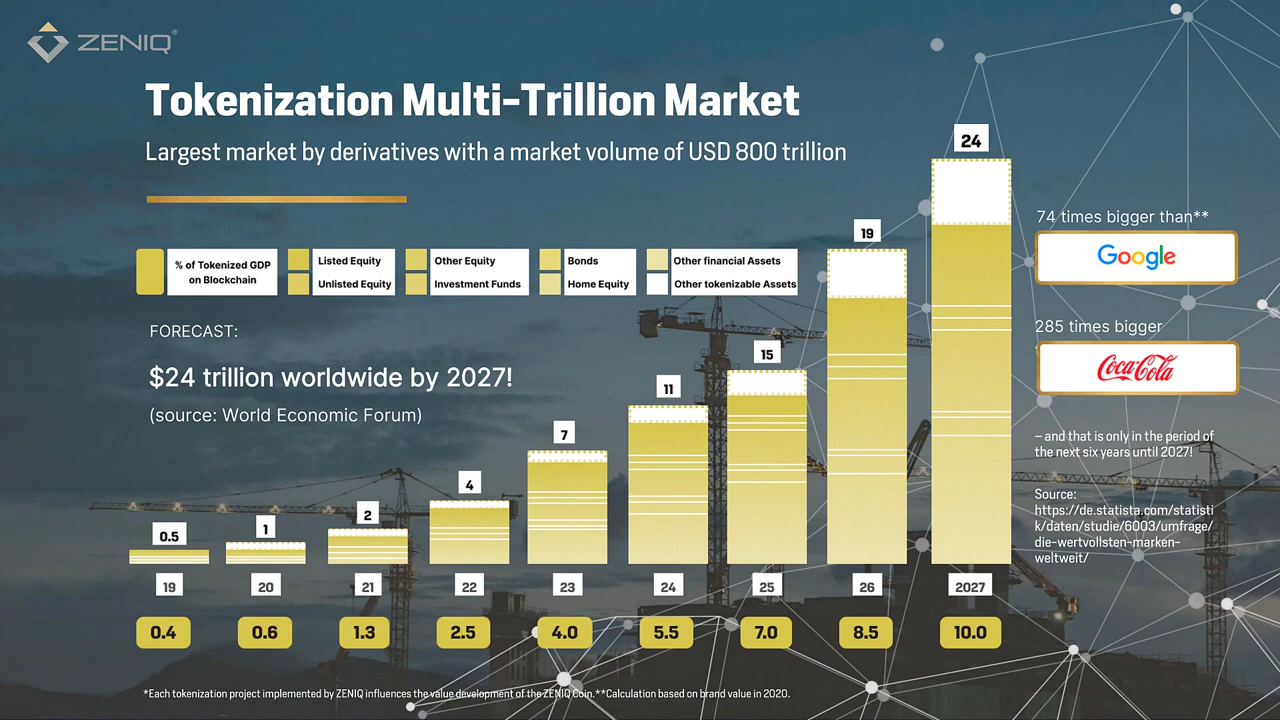 ZENIQ®
Tokenization Multi-Trillion Market
Largest market by derivatives with a market volume of USD 800 trillion
% of Tokenized GDP
on Blockchain
Listed Equity
Unlisted Equity
Other Equity
Investment Funds
Bonds
Home Equity
Other financial Assets
Other tokenizable Assets
FORECAST:
$24 trillion worldwide by 2027!
(source: World Economic Forum)
0.5
1
2
4
7
11
15
19
24
19
20
21
22
23
24
25
26
2027
0.4
0.6
1.3
2.5
4.0
5.5
7.0
8.5
10.0
74 times bigger than**
Google
285 times bigger
Coca-Cola
– and that is only in the period of
the next six years until 2027!
Source:
https://de.statista.com/statisti
k/daten/studie/6003/umfrage/
die-wertvollsten-marken-
weltweit/
*Each tokenization project implemented by ZENIQ influences the value development of the ZENIQ Coin.**Calculation based on brand value in 2020.